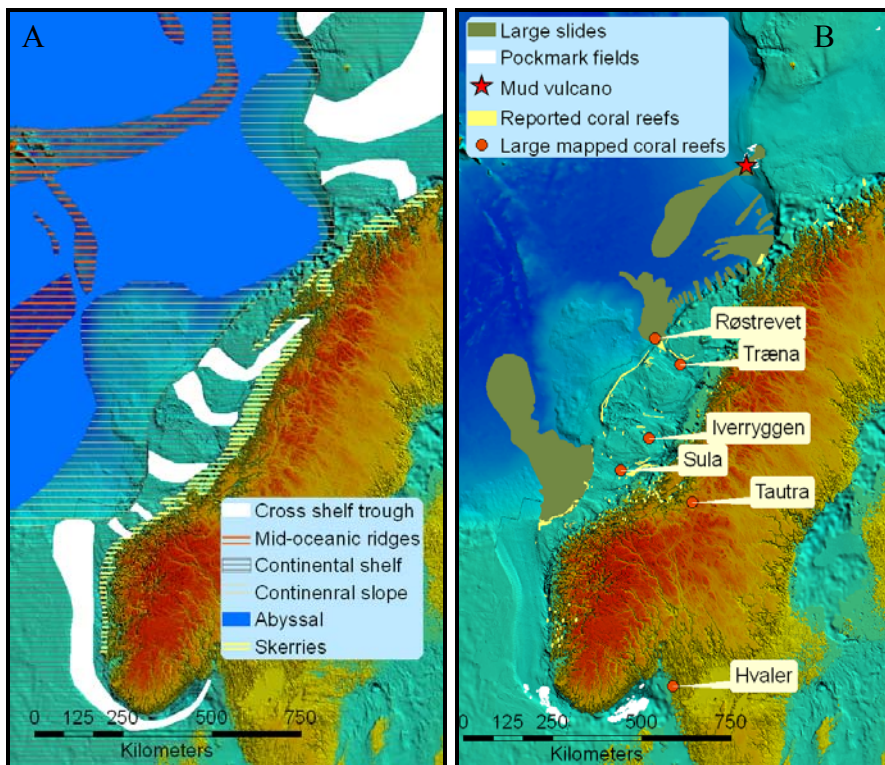 A
Cross shelf trough
Mid-oceanic ridges
Continental shelf
Continenral slope
Abyssal
Skerries
0 125 250 500 750
Kilometers
B
Large slides
Pockmark fields
Mud vulcano
Reported coral reefs
Large mapped coral reefs
Røstrevet
Træna
Iverryggen
Sula
Tautra
Hvaler
0 125 250 500 750
Kilometers